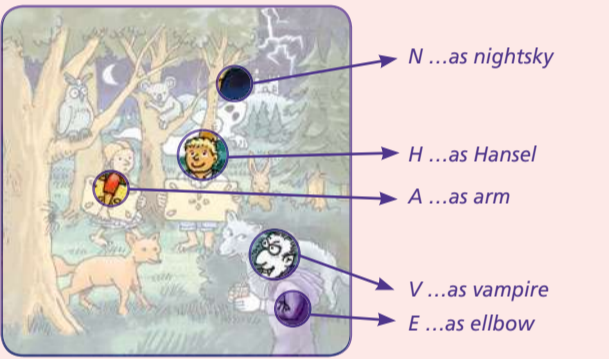 N ...as nightsky
H ...as Hansel
A ...as arm
V ...as vampire
E ...as ellbow